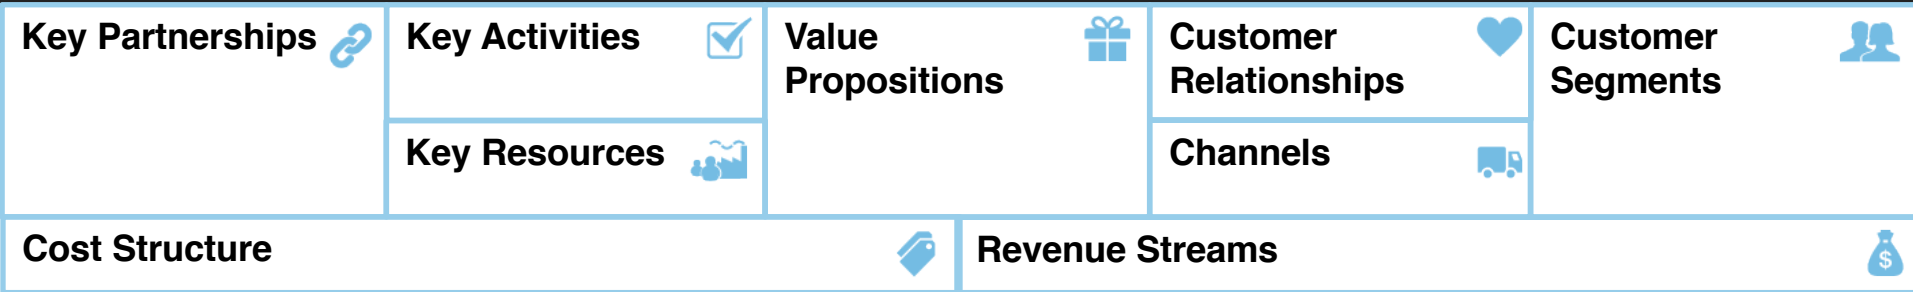 Key Partnerships
Key Activities
Key Resources
Value
Propositions
Customer
Relationships
Channels
Customer
Segments
Cost Structure
Revenue Streams
$